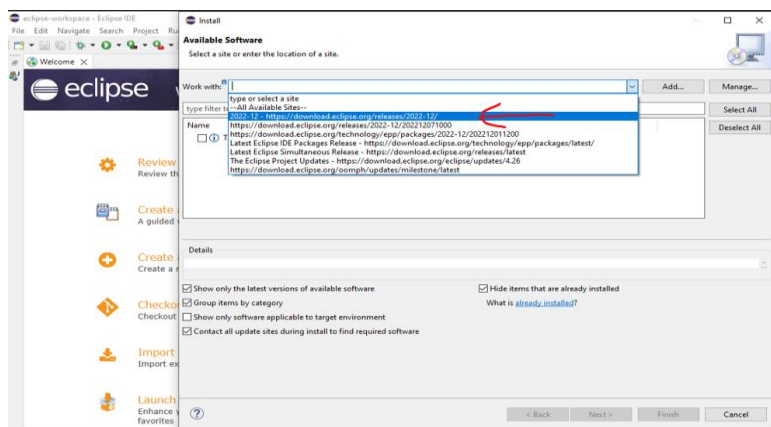 eclipse-workspace - Eclipse IDE
File Edit Navigate Search Project Ru
Welcome
eclipse
Review
Review th
Create
A guided
Create
Create a
Checko
Checkout
Import
Import ex
Launch
Enhance
favorites
Install
Available Software
Select a site or enter the location of a site.
Work with:
Add...
Manage...
type or select a site
--All Available Sites--
2022-12 - https://download.eclipse.org/releases/2022-12/
https://download.eclipse.org/releases/2022-12/202212071000
https://download.eclipse.org/technology/epp/packages/2022-12/202212011200
Latest Eclipse IDE Packages Release - https://download.eclipse.org/technology/epp/packages/latest/
Latest Eclipse Simultaneous Release - https://download.eclipse.org/releases/latest
The Eclipse Project Updates - https://download.eclipse.org/eclipse/updates/4.26
https://download.eclipse.org/oomph/updates/milestone/latest
type filter t
Select All
Name
Deselect All
Details
Show only the latest versions of available software
Hide items that are already installed
Group items by category
What is already installed?
Show only software applicable to target environment
Contact all update sites during install to find required software
?
< Back
Next >
Finish
Cancel